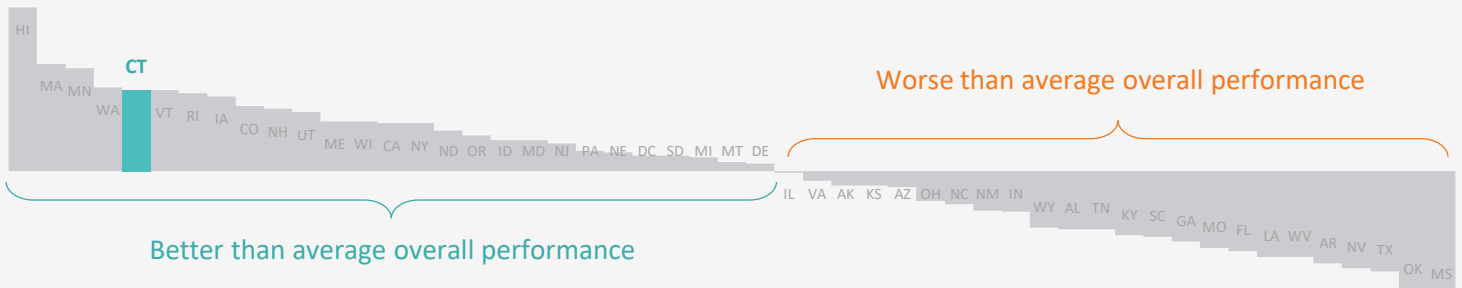 HI
MA
MN
WA
CT
VT
RI
IA
CO
NH
UT
ME
WI
CA
NY
ND
OR
ID
MD
NJ
PA
NE
DC
SD
MI
MT
DE
Worse than average overall performance
IL
VA
AK
KS
AZ
OH
NC
NM
IN
WY
AL
TN
KY
SC
GA
MO
FL
LA
WV
AR
NV
TX
OK
MS
Better than average overall performance